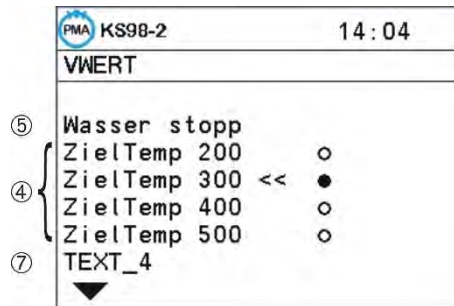 PMA KS98-2 14:04
VWERT
⑤ Wasser stopp
ZielTemp 200
ZielTemp 300 <<
④
ZielTemp 400
ZielTemp 500
⑦ TEXT_4